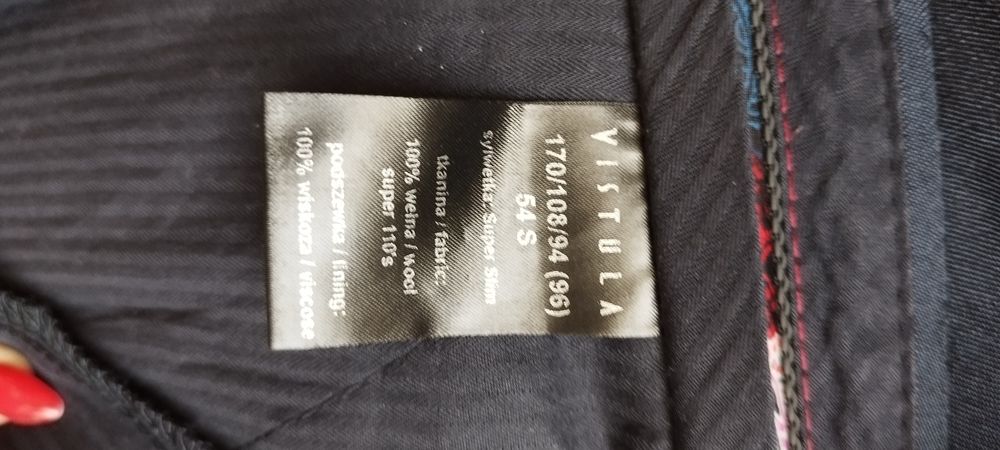 VISTULA
170/108/94 (96)
54 S
sylwetka: Super Slim
tkanina / fabric:
100% wełna / wool
super 110's
podszewka / lining:
100% wiskoza / viscose